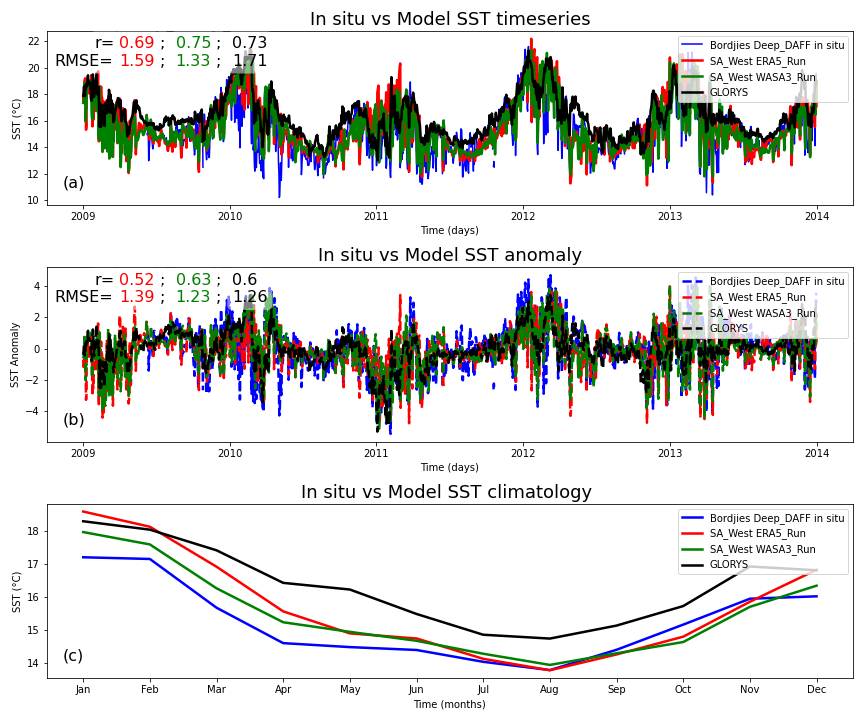 In situ vs Model SST timeseries
r= 0.69 ; 0.75 ; 0.73
RMSE= 1.59 ; 1.33 ; 1.71
Bordjies Deep_DAFF in situ
SA_West ERA5_Run
SA_West WASA3_Run
GLORYS
22
20
18
16
14
12
10
SST (°C)
(a)
2009 2010 2011 2012 2013 2014
Time (days)
In situ vs Model SST anomaly
r= 0.52 ; 0.63 ; 0.6
RMSE= 1.39 ; 1.23 ; 1.26
Bordjies Deep_DAFF in situ
SA_West ERA5_Run
SA_West WASA3_Run
GLORYS
4
2
0
−2
−4
SST Anomaly
(b)
2009 2010 2011 2012 2013 2014
Time (days)
In situ vs Model SST climatology
Bordjies Deep_DAFF in situ
SA_West ERA5_Run
SA_West WASA3_Run
GLORYS
18
17
16
15
14
SST (°C)
(c)
Jan Feb Mar Apr May Jun Jul Aug Sep Oct Nov Dec
Time (months)